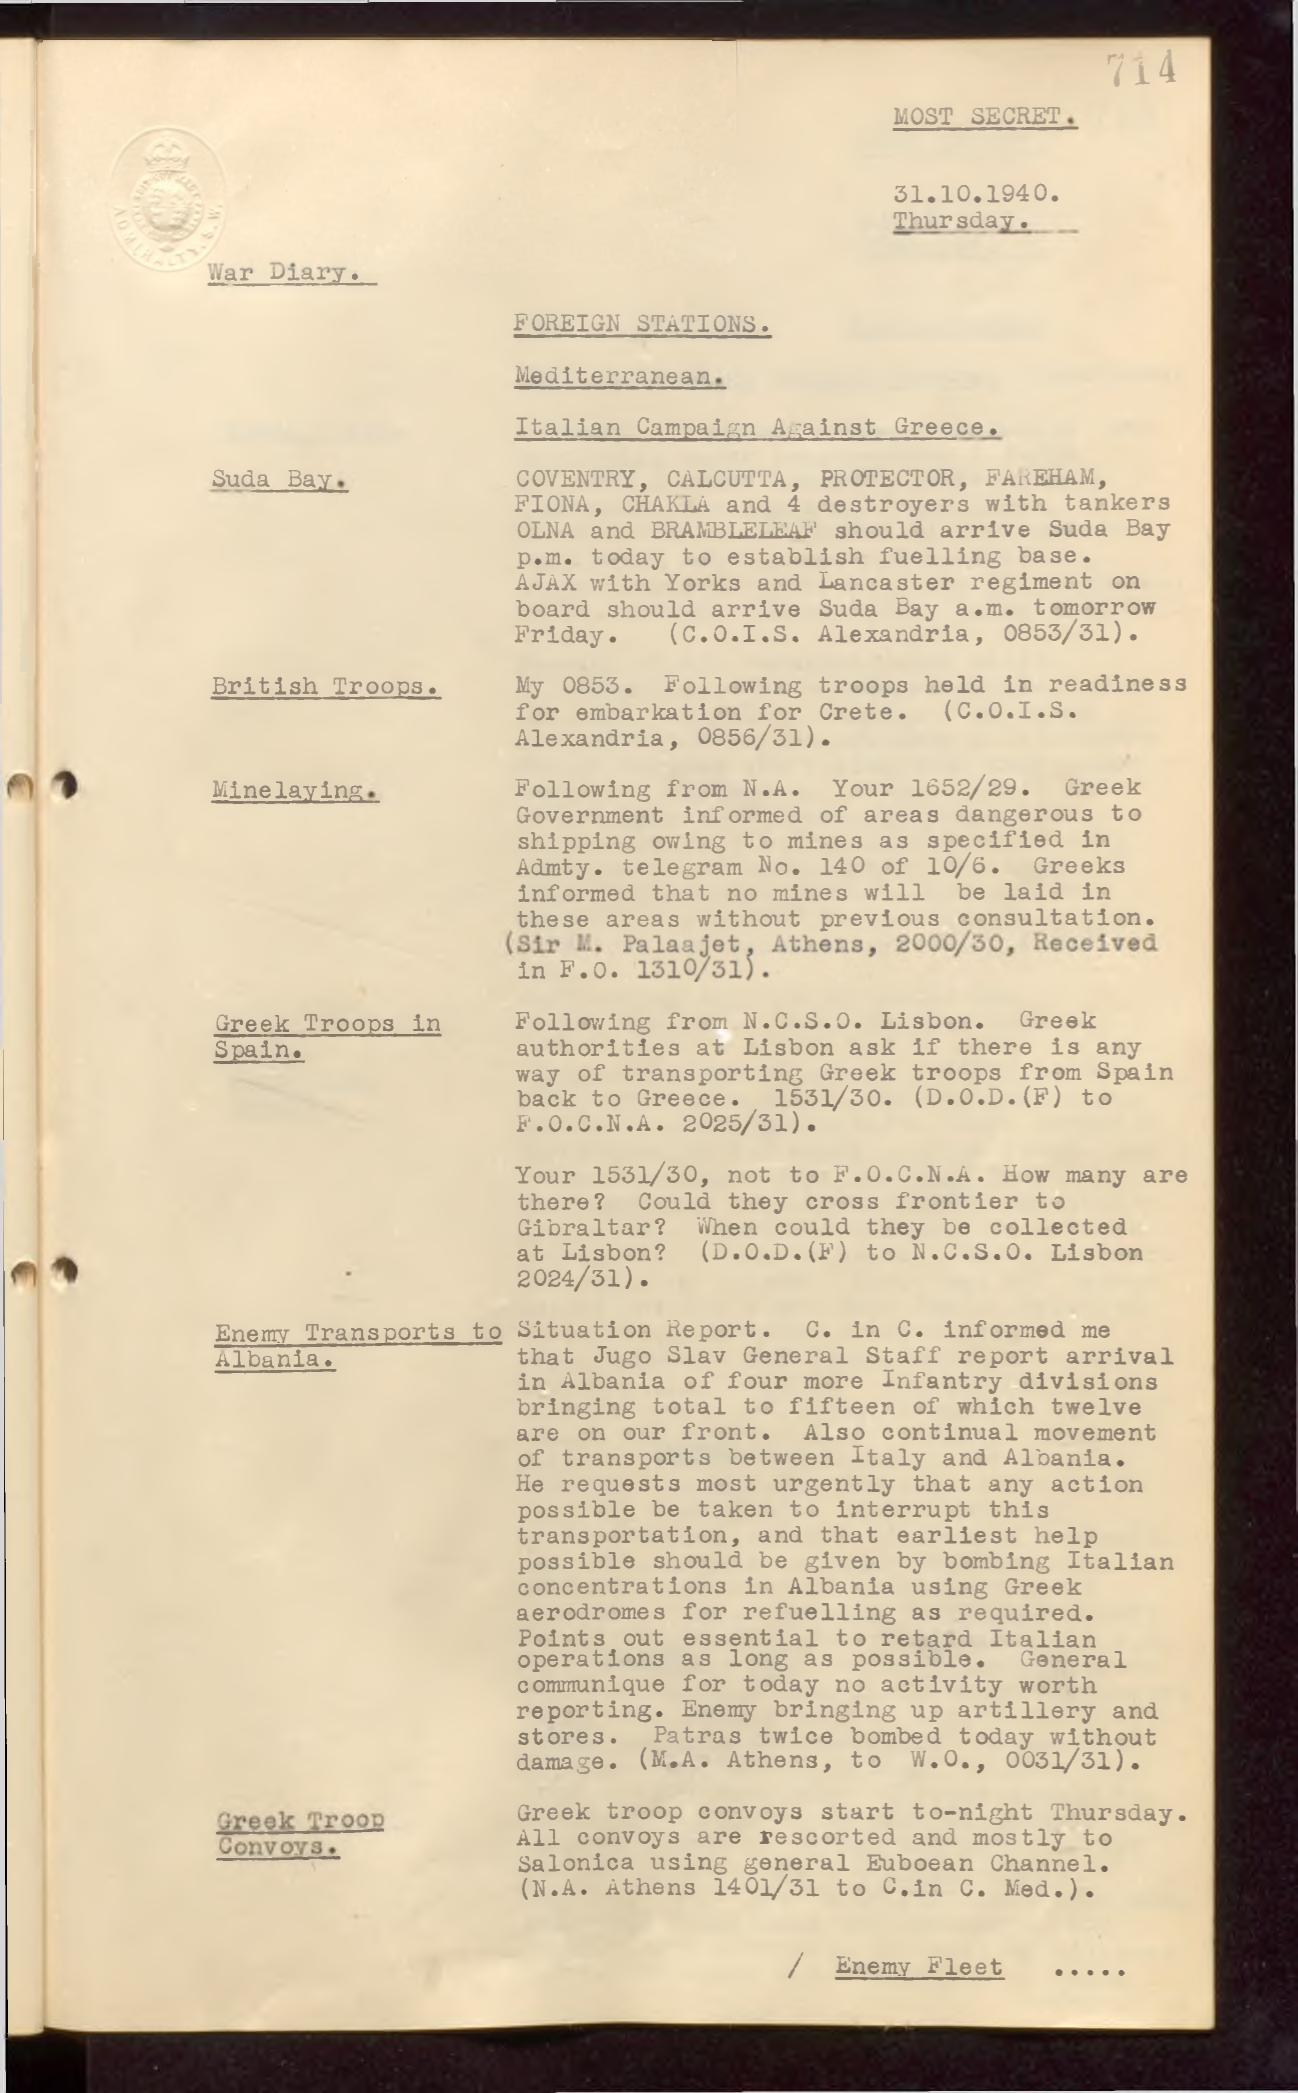 714
MOST SECRET.
31.10.1940.
Thursday.
ADMIRALTY. S.W.
War Diary.
FOREIGN STATIONS.
Mediterranean.
Italian Campaign Against Greece.
Suda Bay.
COVENTRY, CALCUTTA, PROTECTOR, FAREHAM,
FIONA, CHAKLA and 4 destroyers with tankers
OLNA and BRAMBLELEAF should arrive Suda Bay
p.m. today to establish fuelling base.
AJAX with Yorks and Lancaster regiment on
board should arrive Suda Bay a.m. tomorrow
Friday. (C.O.I.S. Alexandria, 0853/31).
British Troops.
My 0853. Following troops held in readiness
for embarkation for Crete. (C.O.I.S.
Alexandria, 0856/31).
Minelaying.
Following from N.A. Your 1652/29. Greek
Government informed of areas dangerous to
shipping owing to mines as specified in
Admty. telegram No. 140 of 10/6. Greeks
informed that no mines will be laid in
these areas without previous consultation.
(Sir M. Palaajet, Athens, 2000/30, Received
in F.O. 1310/31).
Greek Troops in
Spain.
Following from N.C.S.O. Lisbon. Greek
authorities at Lisbon ask if there is any
way of transporting Greek troops from Spain
back to Greece. 1531/30. (D.O.D.(F) to
F.O.C.N.A. 2025/31).
Your 1531/30, not to F.O.C.N.A. How many are
there? Could they cross frontier to
Gibraltar? When could they be collected
at Lisbon? (D.O.D.(F) to N.C.S.O. Lisbon
2024/31).
Enemy Transports to
Albania.
Situation Report. C. in C. informed me
that Jugo Slav General Staff report arrival
in Albania of four more Infantry divisions
bringing total to fifteen of which twelve
are on our front. Also continual movement
of transports between Italy and Albania.
He requests most urgently that any action
possible be taken to interrupt this
transportation, and that earliest help
possible should be given by bombing Italian
concentrations in Albania using Greek
aerodromes for refuelling as required.
Points out essential to retard Italian
operations as long as possible. General
communique for today no activity worth
reporting. Enemy bringing up artillery and
stores. Patras twice bombed today without
damage. (M.A. Athens, to W.O., 0031/31).
Greek Troop
Convoys.
Greek troop convoys start to-night Thursday.
All convoys are rescorted and mostly to
Salonica using general Euboean Channel.
(N.A. Athens 1401/31 to C.in C. Med.).
/ Enemy Fleet .....